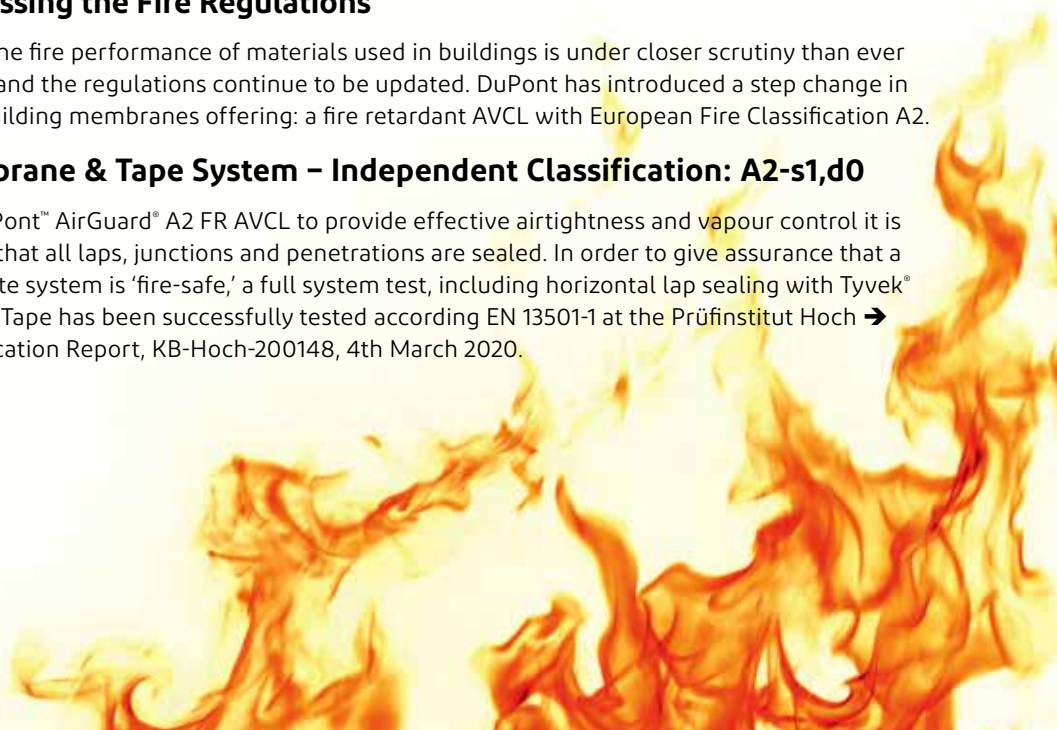 ssing the Fire Regulations
he fire performance of materials used in buildings is under closer scrutiny than ever
and the regulations continue to be updated. DuPont has introduced a step change in
ilding membranes offering: a fire retardant AVCL with European Fire Classification A2.
brane & Tape System – Independent Classification: A2-s1,d0
Pont™ AirGuard® A2 FR AVCL to provide effective airtightness and vapour control it is
that all laps, junctions and penetrations are sealed. In order to give assurance that a
te system is ‘fire-safe,’ a full system test, including horizontal lap sealing with Tyvek®
Tape has been successfully tested according EN 13501-1 at the Prüfinstitut Hoch ➔
cation Report, KB-Hoch-200148, 4th March 2020.